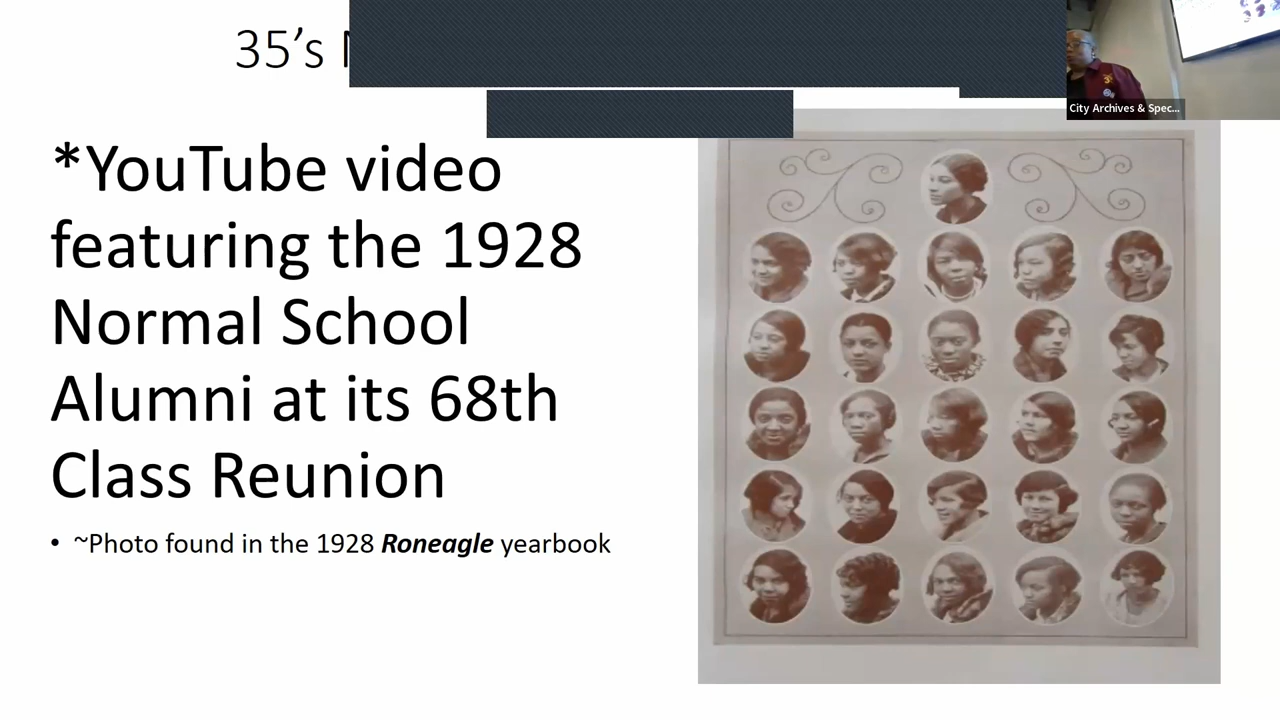 35's
City Archives & Spec...
*YouTube video
featuring the 1928
Normal School
Alumni at its 68th
Class Reunion
• ~Photo found in the 1928 Roneagle yearbook